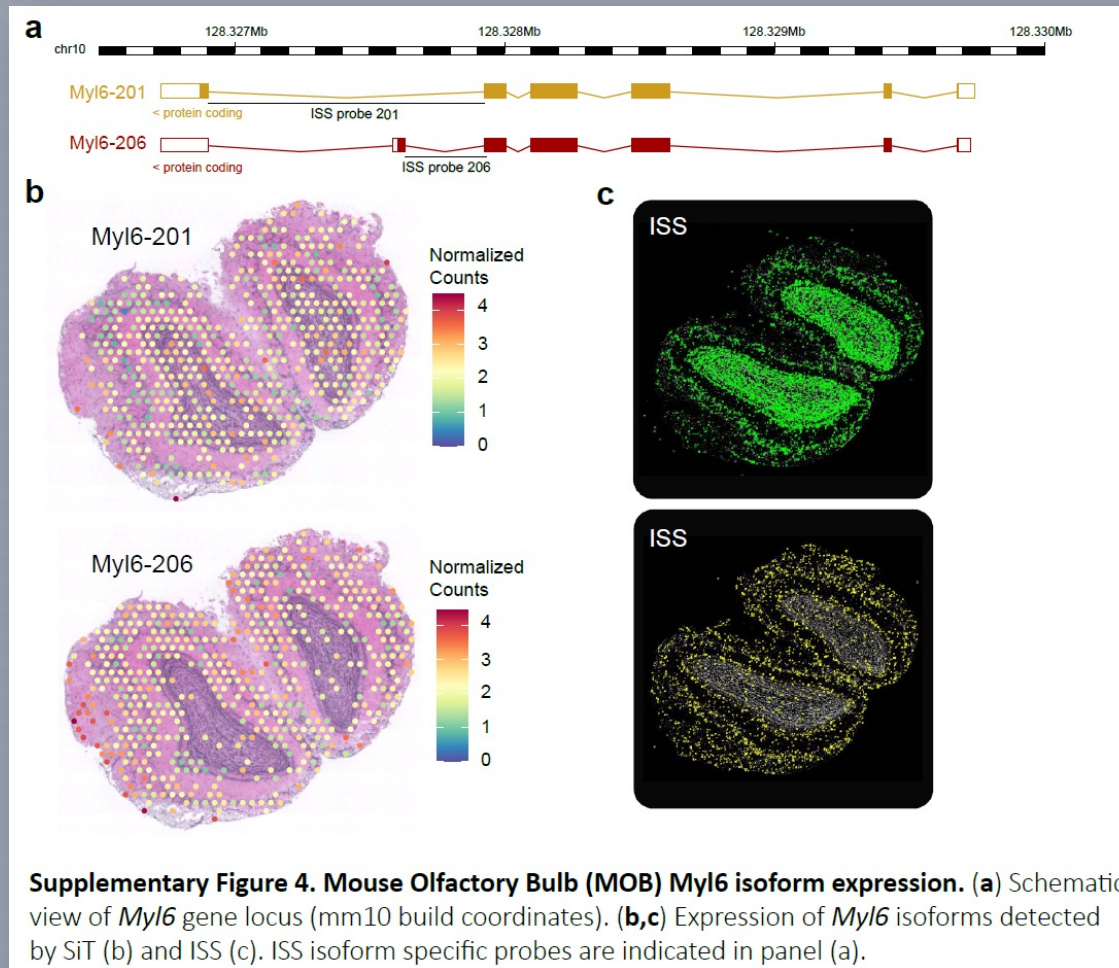 a
128.327Mb 128.328Mb 128.329Mb 128.330Mb
chr10
Myl6-201
< protein coding
ISS probe 201
Myl6-206
< protein coding
ISS probe 206
b
Myl6-201
Normalized
Counts
4
3
2
1
0
Myl6-206
Normalized
Counts
4
3
2
1
0
c
ISS
ISS
Supplementary Figure 4. Mouse Olfactory Bulb (MOB) Myl6 isoform expression. (a) Schematic
view of Myl6 gene locus (mm10 build coordinates). (b,c) Expression of Myl6 isoforms detected
by SiT (b) and ISS (c). ISS isoform specific probes are indicated in panel (a).